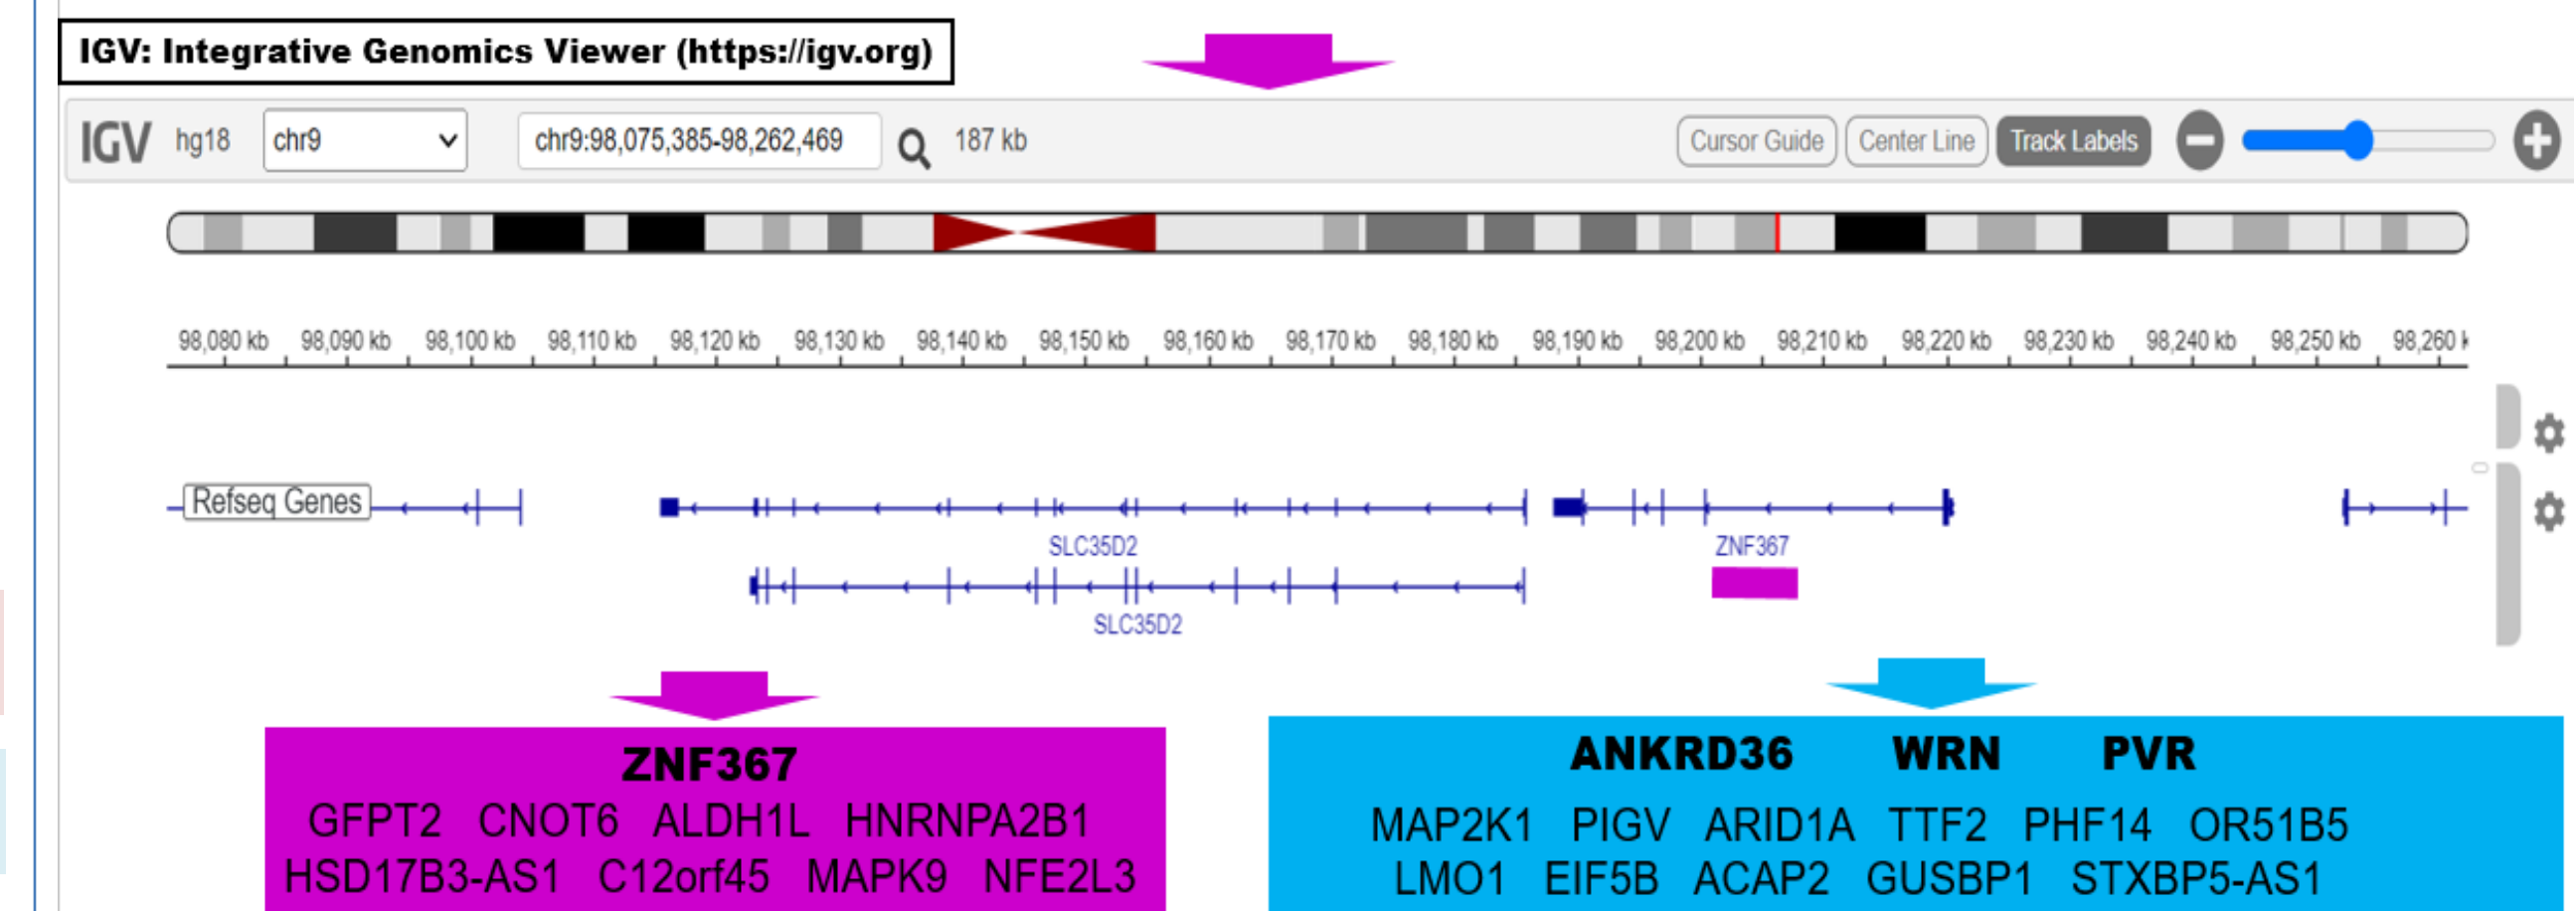 IGV: Integrative Genomics Viewer (https://igv.org)
IGV hg18 chr9 chr9:98,075,385-98,262,469 187 kb Cursor Guide Center Line Track Labels
98,080 kb 98,090 kb 98,100 kb 98,110 kb 98,120 kb 98,130 kb 98,140 kb 98,150 kb 98,160 kb 98,170 kb 98,180 kb 98,190 kb 98,200 kb 98,210 kb 98,220 kb 98,230 kb 98,240 kb 98,250 kb 98,260 k
Refseq Genes
SLC35D2 ZNF367
SLC35D2
ZNF367
GFPT2 CNOT6 ALDH1L HNRNPA2B1
HSD17B3-AS1 C12orf45 MAPK9 NFE2L3
ANKRD36 WRN PVR
MAP2K1 PIGV ARID1A TTF2 PHF14 OR51B5
LMO1 EIF5B ACAP2 GUSBP1 STXBP5-AS1